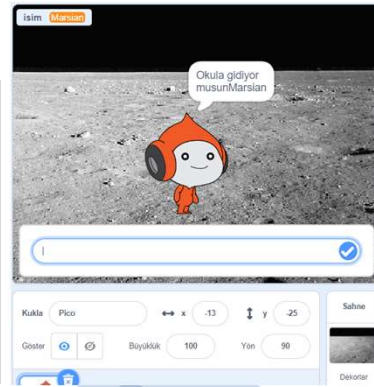 isim Marsian
Okula gidiyor
musunMarsian
Kukla Pico x -13 y -25
Göster Büyüklük 100 Yön 90
Sahne
Dekorlar